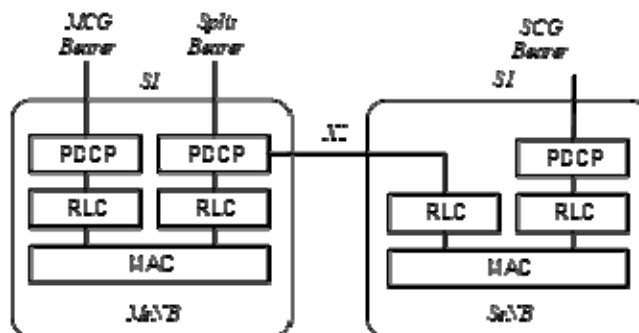 MCG Split SCG
Bearer Bearer Bearer
S1 S1
X2
PDCP PDCP PDCP
RLC RLC RLC RLC
MAC MAC
MeNB SeNB